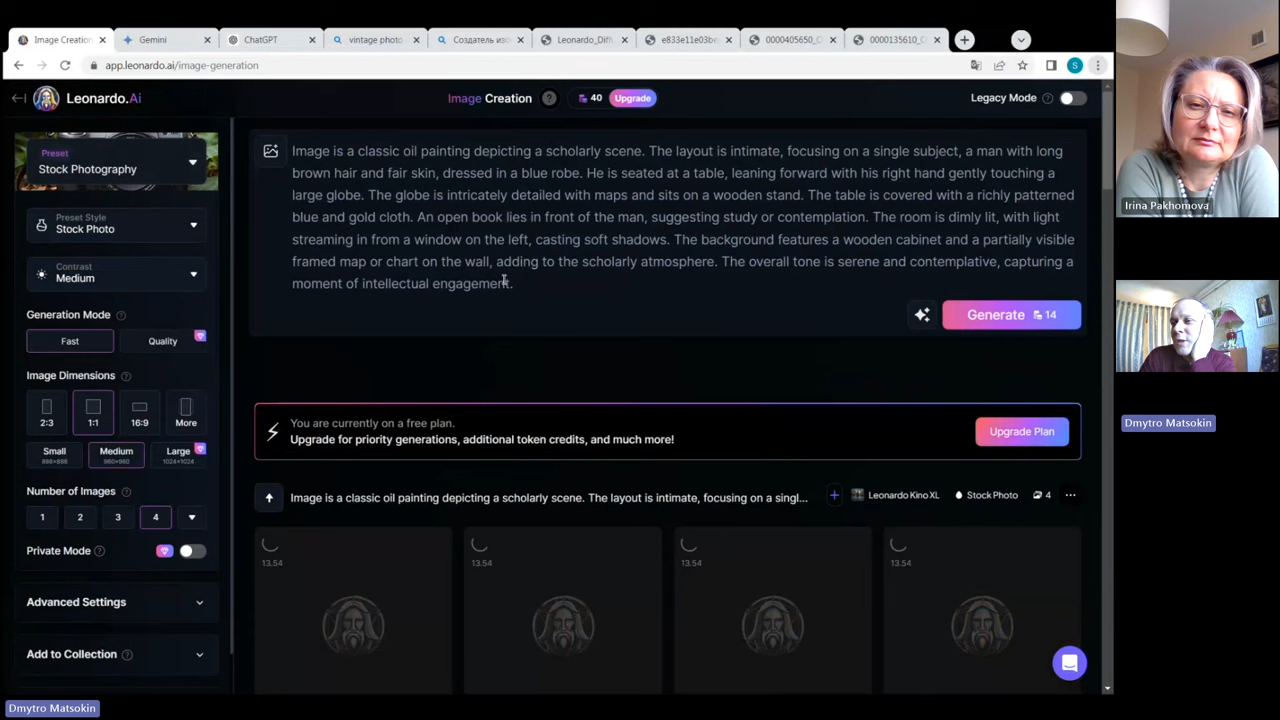 Image Creation
Gemini
ChatGPT
vintage photo
Создатель изо
Leonardo_Diff
e833e11e03be
0000405650_C
0000135610_C
app.leonardo.ai/image-generation
S
Leonardo.Ai
Image Creation ? 40 Upgrade
Legacy Mode ?
Preset
Stock Photography
Preset Style
Stock Photo
Contrast
Medium
Generation Mode ?
Fast
Quality
Image Dimensions ?
2:3
1:1
16:9
More
Small
Medium
960×960
Large
1024×1024
Number of Images ?
1 2 3 4
Private Mode ?
Advanced Settings
Add to Collection ?
Image is a classic oil painting depicting a scholarly scene. The layout is intimate, focusing on a single subject, a man with long
brown hair and fair skin, dressed in a blue robe. He is seated at a table, leaning forward with his right hand gently touching a
large globe. The globe is intricately detailed with maps and sits on a wooden stand. The table is covered with a richly patterned
blue and gold cloth. An open book lies in front of the man, suggesting study or contemplation. The room is dimly lit, with light
streaming in from a window on the left, casting soft shadows. The background features a wooden cabinet and a partially visible
framed map or chart on the wall, adding to the scholarly atmosphere. The overall tone is serene and contemplative, capturing a
moment of intellectual engagement.
Generate 14
You are currently on a free plan.
Upgrade for priority generations, additional token credits, and much more!
Upgrade Plan
Image is a classic oil painting depicting a scholarly scene. The layout is intimate, focusing on a singl...
Leonardo Kino XL
Stock Photo
4
13.54
13.54
13.54
13.54
Irina Pakhomova
Dmytro Matsokin
Dmytro Matsokin